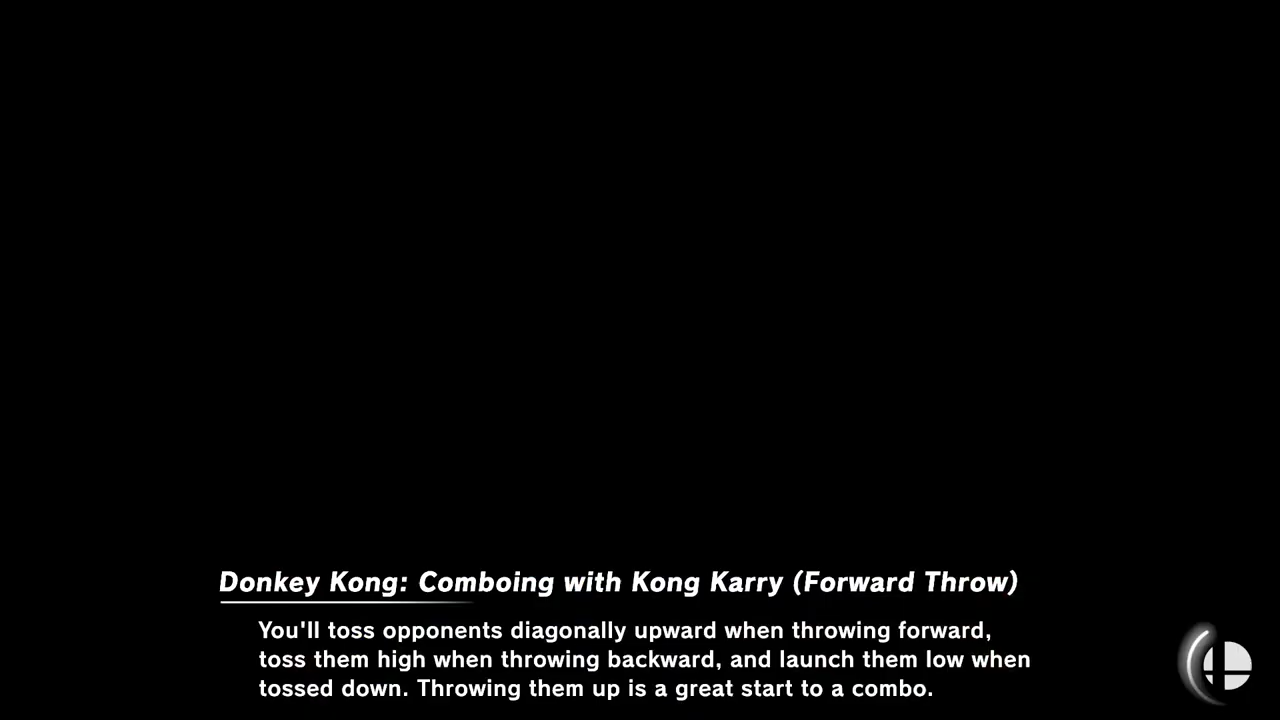 Donkey Kong: Comboing with Kong Karry (Forward Throw)
You'll toss opponents diagonally upward when throwing forward,
toss them high when throwing backward, and launch them low when
tossed down. Throwing them up is a great start to a combo.